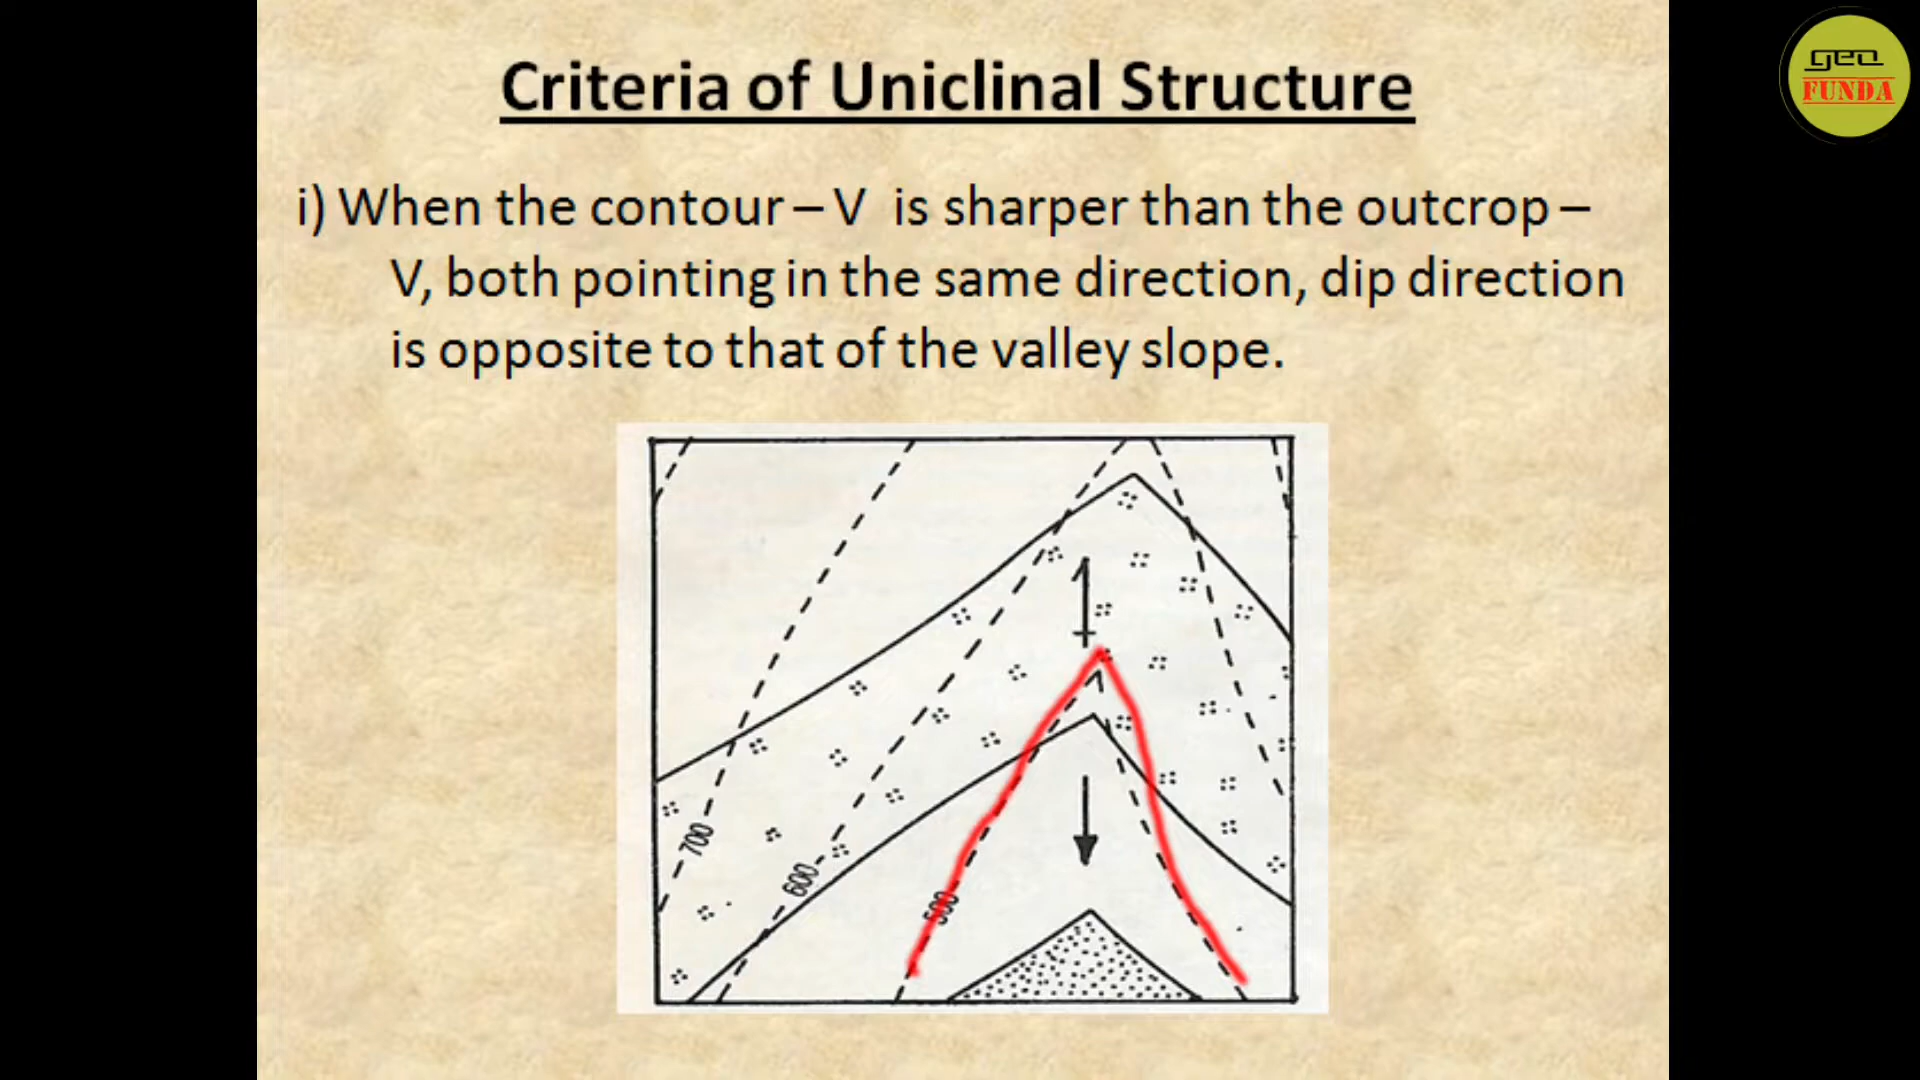 geo
FUNDA
Criteria of Uniclinal Structure
i) When the contour – V is sharper than the outcrop –
V, both pointing in the same direction, dip direction
is opposite to that of the valley slope.
700
600
500